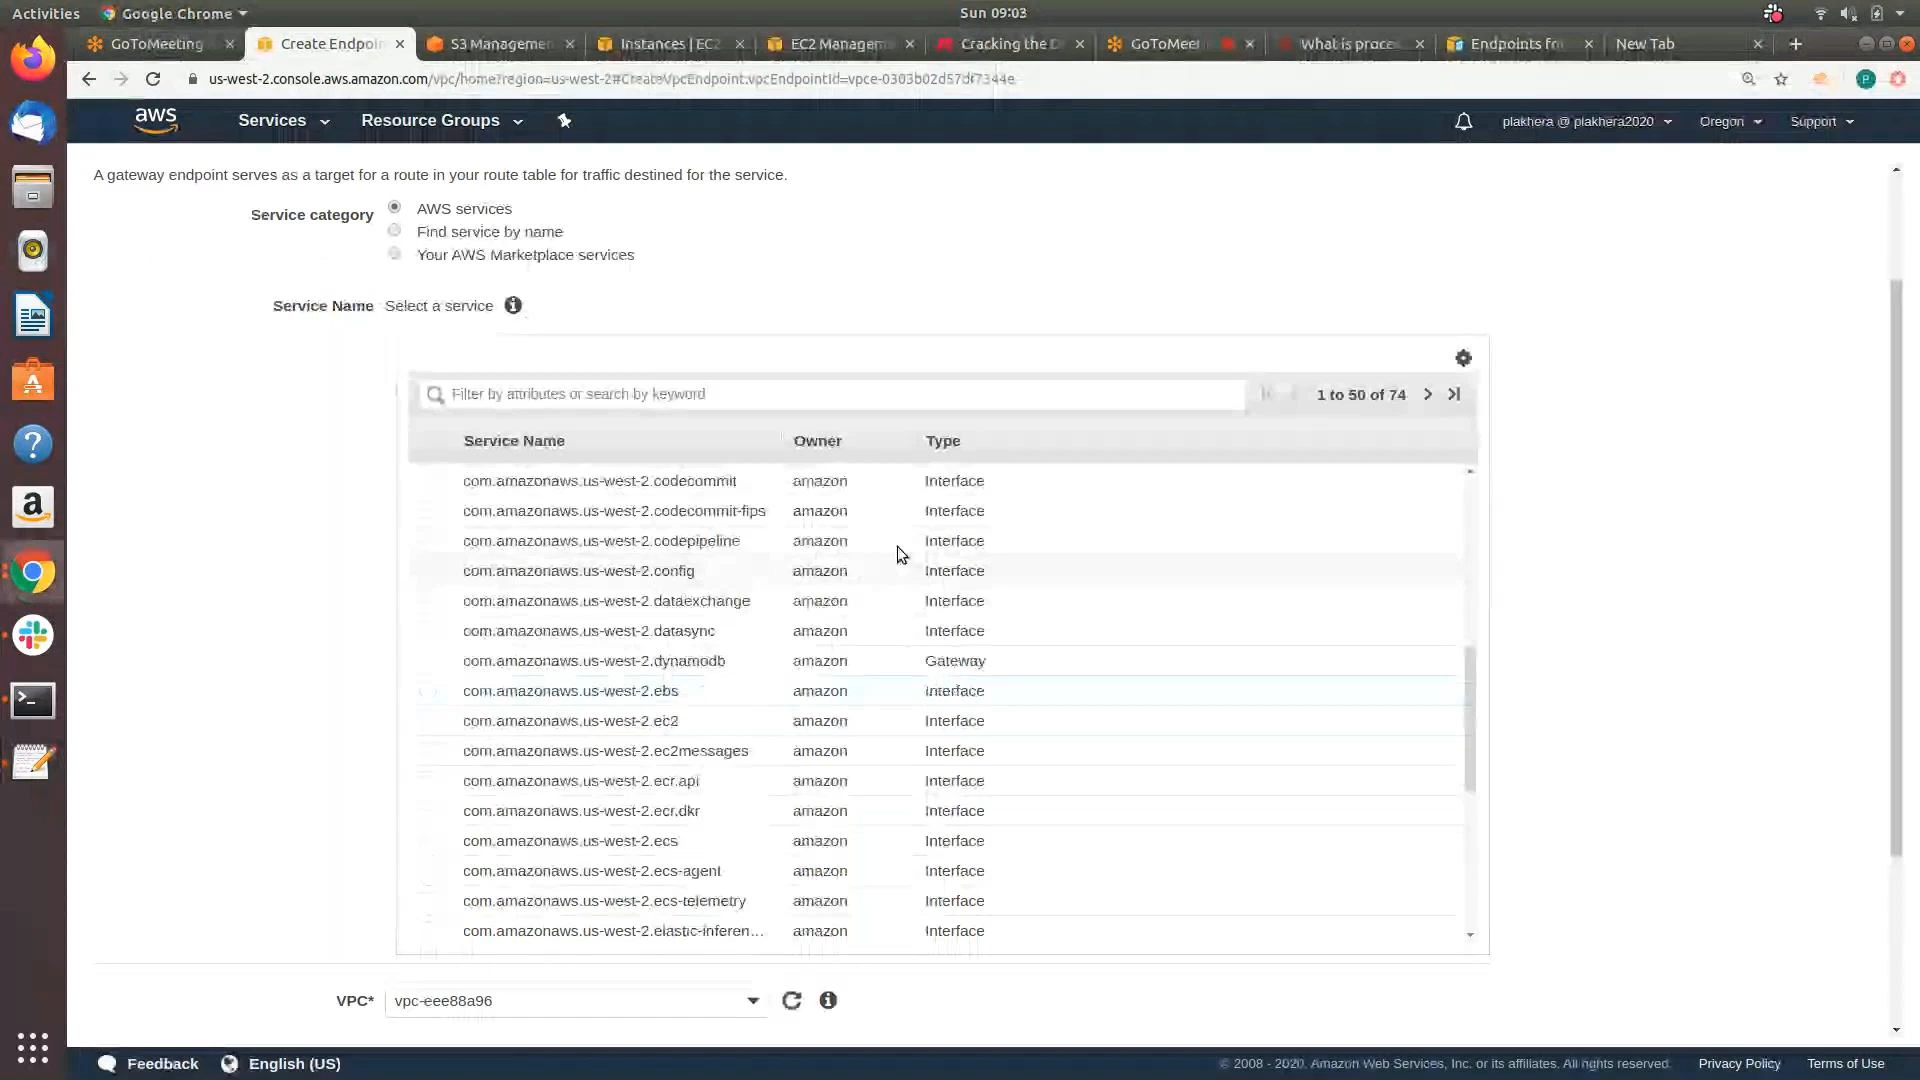 Activities Google Chrome Sun 09:03
GoToMeeting Create Endpoin S3 Managemen Instances | EC2 EC2 Managem Cracking the D GoToMeet What is proce Endpoints fo New Tab
us-west-2.console.aws.amazon.com/vpc/home?region=us-west-2#CreateVpcEndpoint:vpcEndpointId=vpce-0303b02d57df7344e
aws Services Resource Groups plakhera @ plakhera2020 Oregon Support
A gateway endpoint serves as a target for a route in your route table for traffic destined for the service.
Service category AWS services
Find service by name
Your AWS Marketplace services
Service Name Select a service
Filter by attributes or search by keyword 1 to 50 of 74
Service Name Owner Type
com.amazonaws.us-west-2.codecommit amazon Interface
com.amazonaws.us-west-2.codecommit-fips amazon Interface
com.amazonaws.us-west-2.codepipeline amazon Interface
com.amazonaws.us-west-2.config amazon Interface
com.amazonaws.us-west-2.dataexchange amazon Interface
com.amazonaws.us-west-2.datasync amazon Interface
com.amazonaws.us-west-2.dynamodb amazon Gateway
com.amazonaws.us-west-2.ebs amazon Interface
com.amazonaws.us-west-2.ec2 amazon Interface
com.amazonaws.us-west-2.ec2messages amazon Interface
com.amazonaws.us-west-2.ecr.api amazon Interface
com.amazonaws.us-west-2.ecr.dkr amazon Interface
com.amazonaws.us-west-2.ecs amazon Interface
com.amazonaws.us-west-2.ecs-agent amazon Interface
com.amazonaws.us-west-2.ecs-telemetry amazon Interface
com.amazonaws.us-west-2.elastic-inferen... amazon Interface
VPC* vpc-eee88a96
Feedback English (US) © 2008 - 2020, Amazon Web Services, Inc. or its affiliates. All rights reserved. Privacy Policy Terms of Use